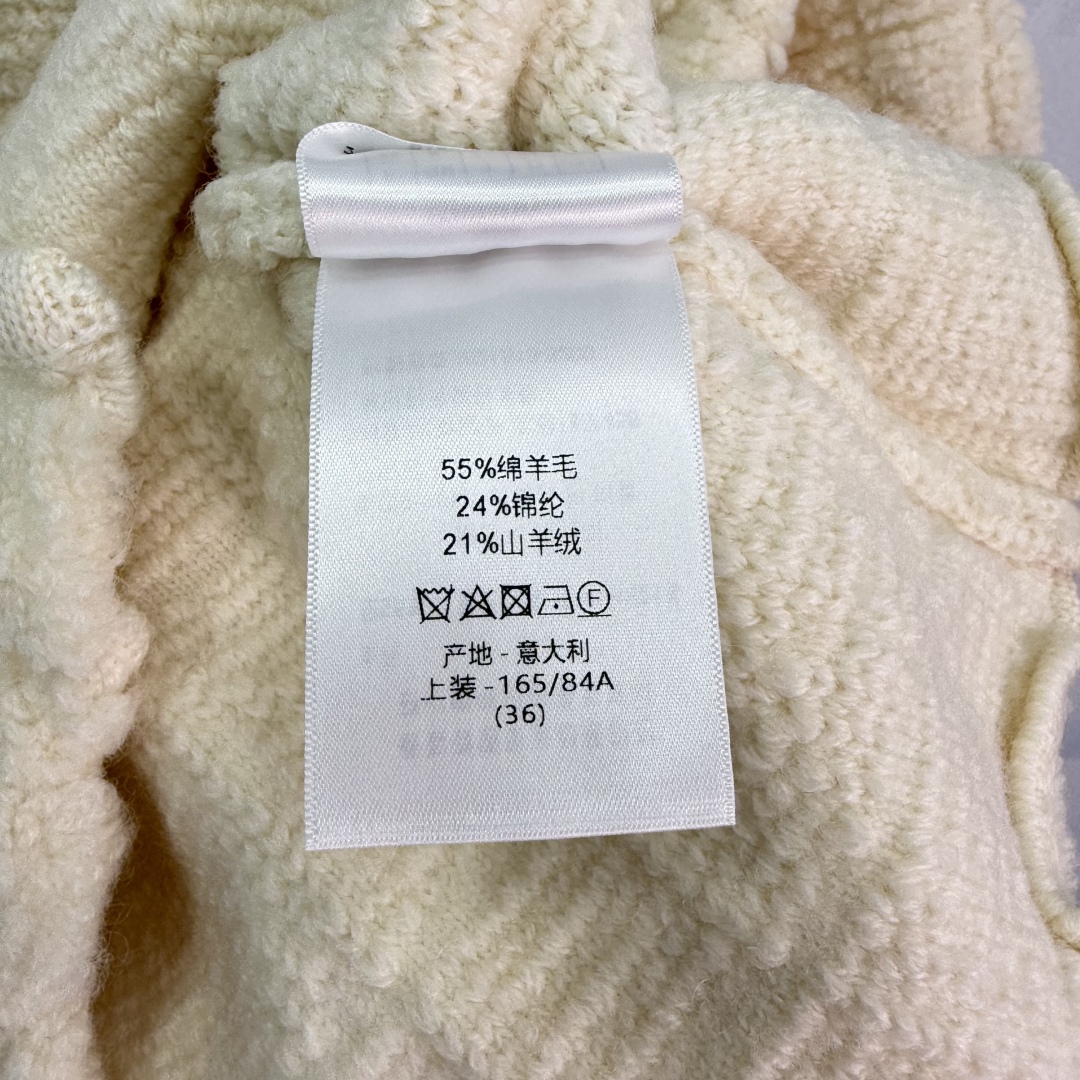 55%绵羊毛
24%锦纶
21%山羊绒
F
产地 - 意大利
上装 -165/84A
(36)